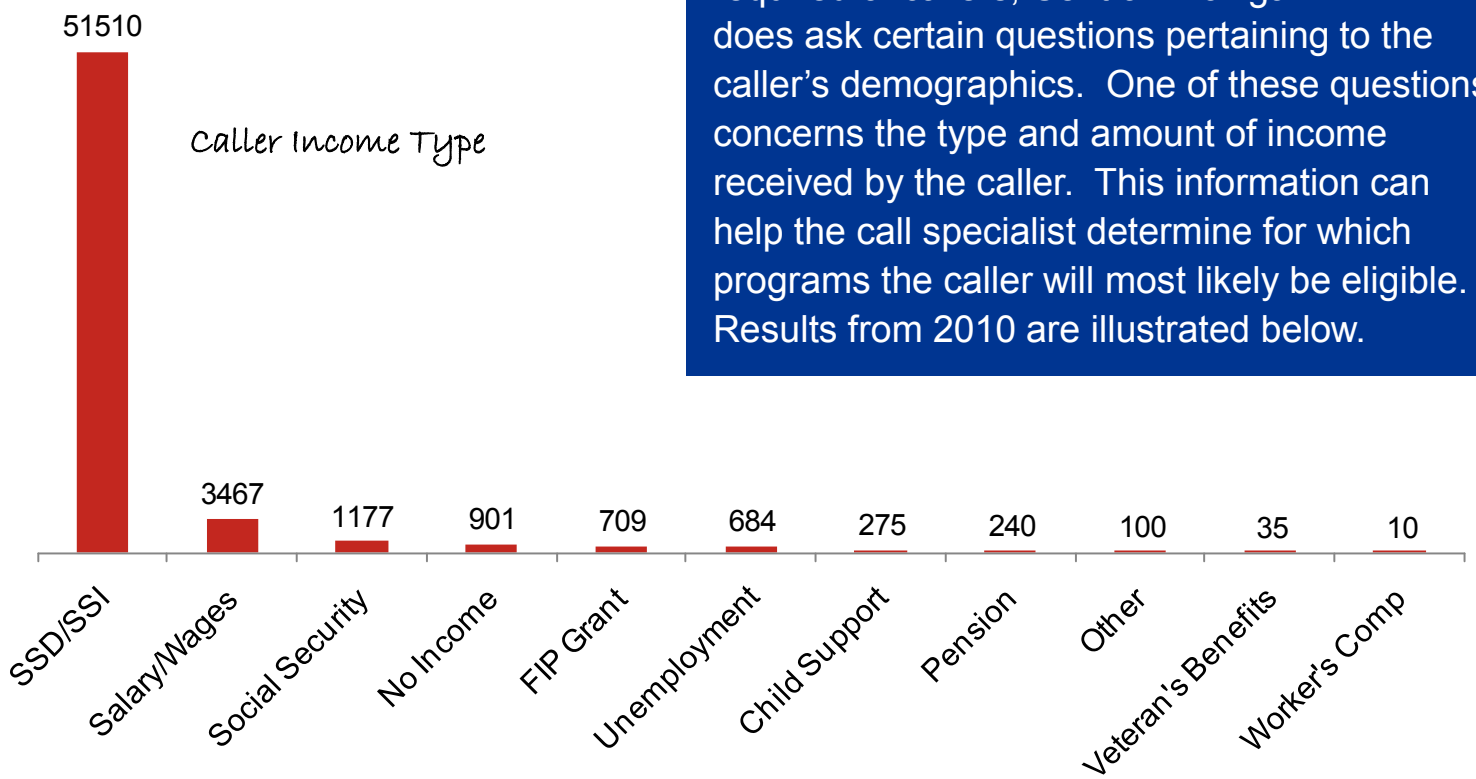 does ask certain questions pertaining to the
caller's demographics.  One of these questions
concerns the type and amount of income
received by the caller.  This information can
help the call specialist determine for which
programs the caller will most likely be eligible.
Results from 2010 are illustrated below.
Caller Income Type
51510
3467
1177
901
709
684
275
240
100
35
10
SSD/SSI
Salary/Wages
Social Security
No Income
FIP Grant
Unemployment
Child Support
Pension
Other
Veteran's Benefits
Worker's Comp